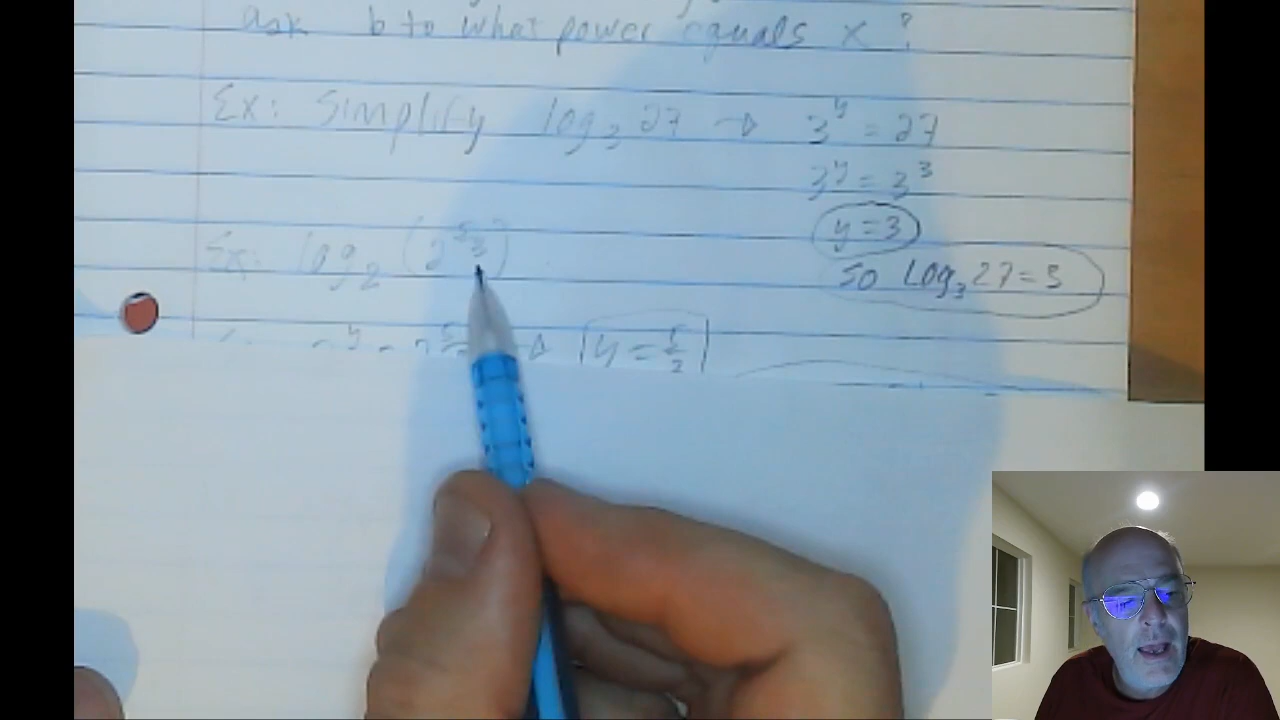 ask b to what power equals x?
Ex: Simplify log₃ 27 → 3^y = 27
3^y = 3^3
y = 3
so log₃ 27 = 3
Ex: log₂ (2^(5/3))
y = 5/